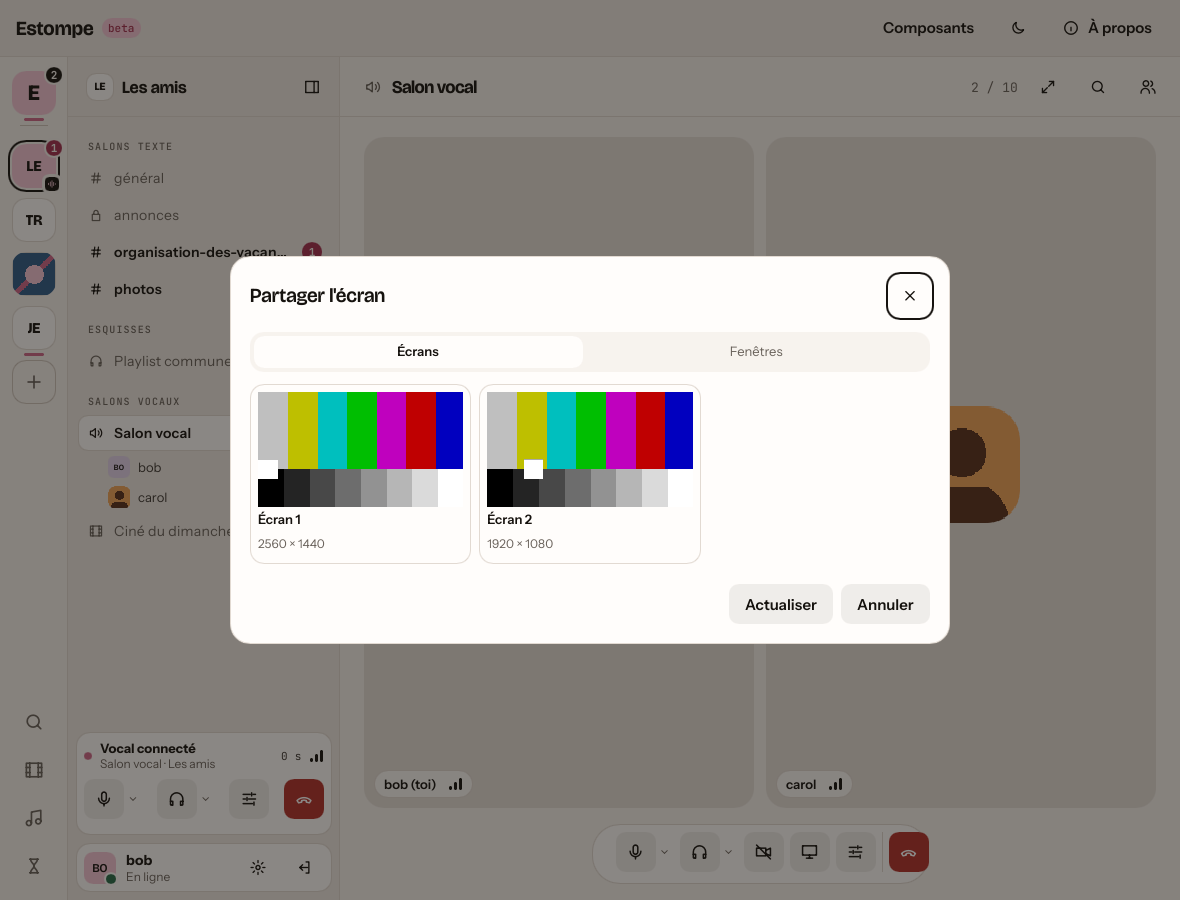 Estompe beta
Composants
À propos
E
2
LE
1
TR
JE
LE Les amis
SALONS TEXTE
# général
annonces
# organisation-des-vacan... 1
# photos
ESQUISSES
Playlist commune
SALONS VOCAUX
Salon vocal
BO bob
carol
Ciné du dimanche
Vocal connecté
Salon vocal · Les amis
0 s
BO bob
En ligne
Salon vocal
2 / 10
Partager l'écran
Écrans
Fenêtres
Écran 1
2560 × 1440
Écran 2
1920 × 1080
Actualiser
Annuler
bob (toi)
carol